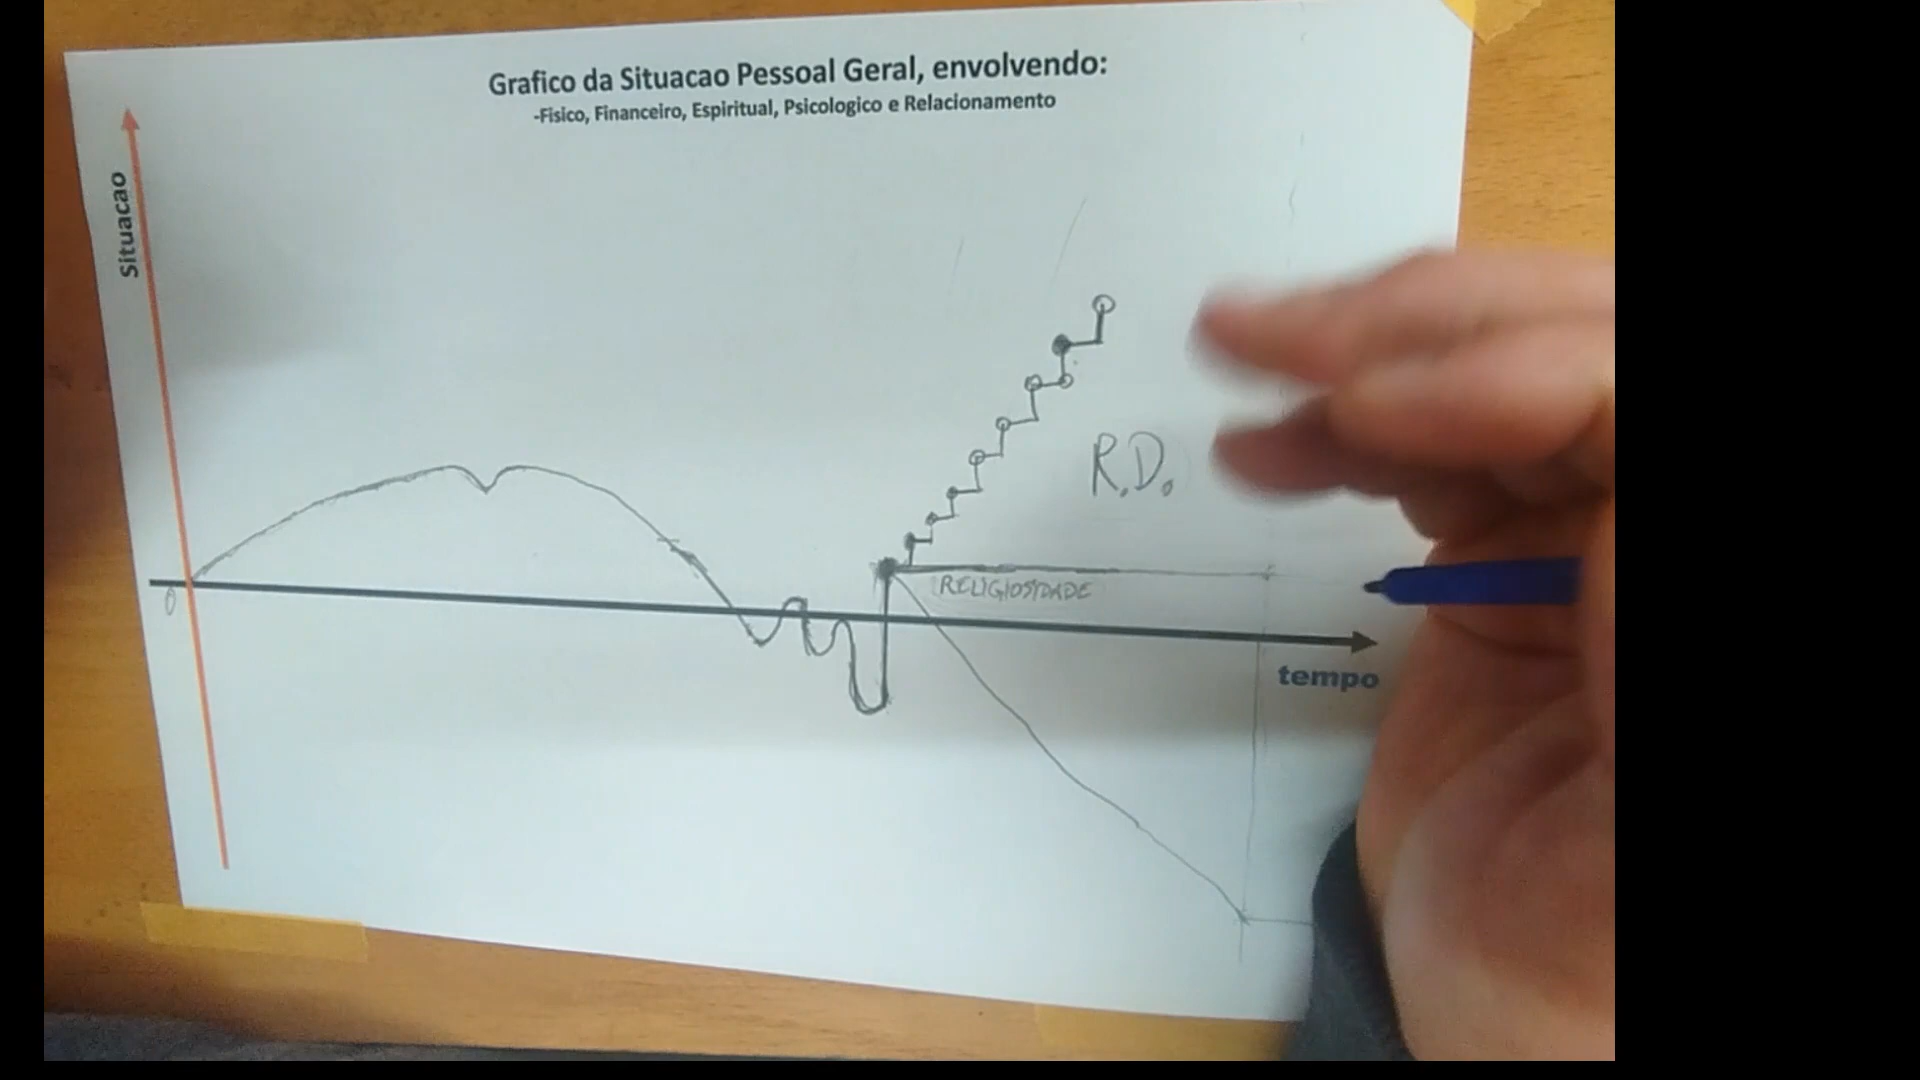 Grafico da Situacao Pessoal Geral, envolvendo:
-Fisico, Financeiro, Espiritual, Psicologico e Relacionamento
Situacao
R.D.
RELIGIOSIDADE
0
tempo